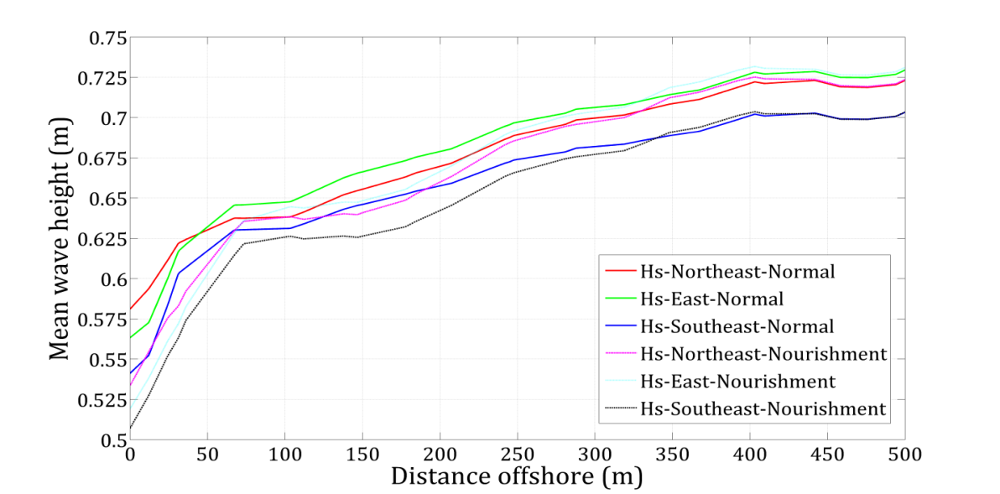 0.75
0.725
0.7
0.675
0.65
0.625
0.6
0.575
0.55
0.525
0.5
Mean wave height (m)
0 50 100 150 200 250 300 350 400 450 500
Distance offshore (m)
Hs-Northeast-Normal
Hs-East-Normal
Hs-Southeast-Normal
Hs-Northeast-Nourishment
Hs-East-Nourishment
Hs-Southeast-Nourishment